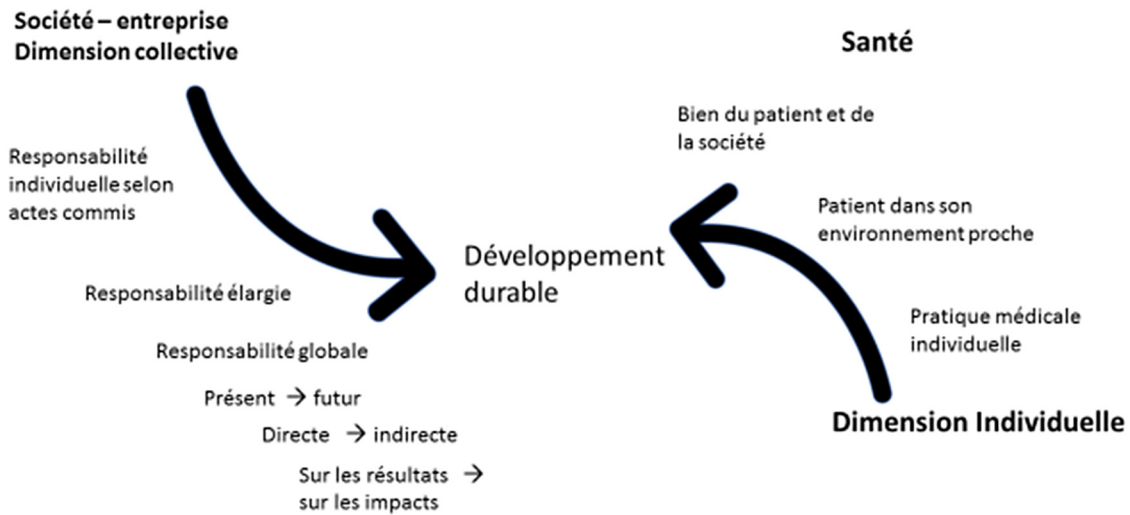 Société – entreprise
Dimension collective
Santé
Bien du patient et de
la société
Responsabilité
individuelle selon
actes commis
Patient dans son
environnement proche
Développement
durable
Responsabilité élargie
Pratique médicale
individuelle
Responsabilité globale
Présent → futur
Dimension Individuelle
Directe → indirecte
Sur les résultats →
sur les impacts